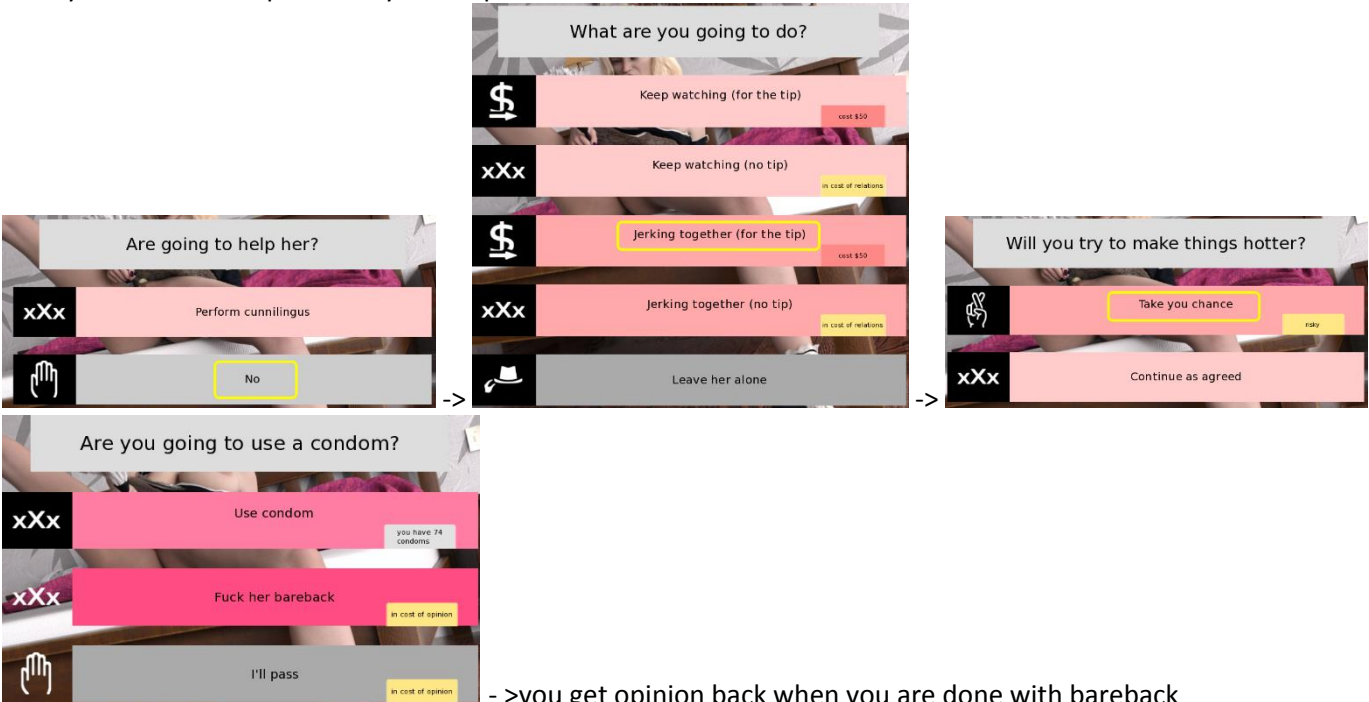 What are you going to do?
Keep watching (for the tip)
cost $50
xXx
Keep watching (no tip)
in cost of relations
Are going to help her?
xXx
Perform cunnilingus
No
->
Jerking together (for the tip)
cost $50
xXx
Jerking together (no tip)
in cost of relations
Leave her alone
->
Will you try to make things hotter?
Take you chance
risky
xXx
Continue as agreed
Are you going to use a condom?
xXx
Use condom
you have 74
condoms
xXx
Fuck her bareback
in cost of opinion
I'll pass
in cost of opinion
- >you get opinion back when you are done with bareback